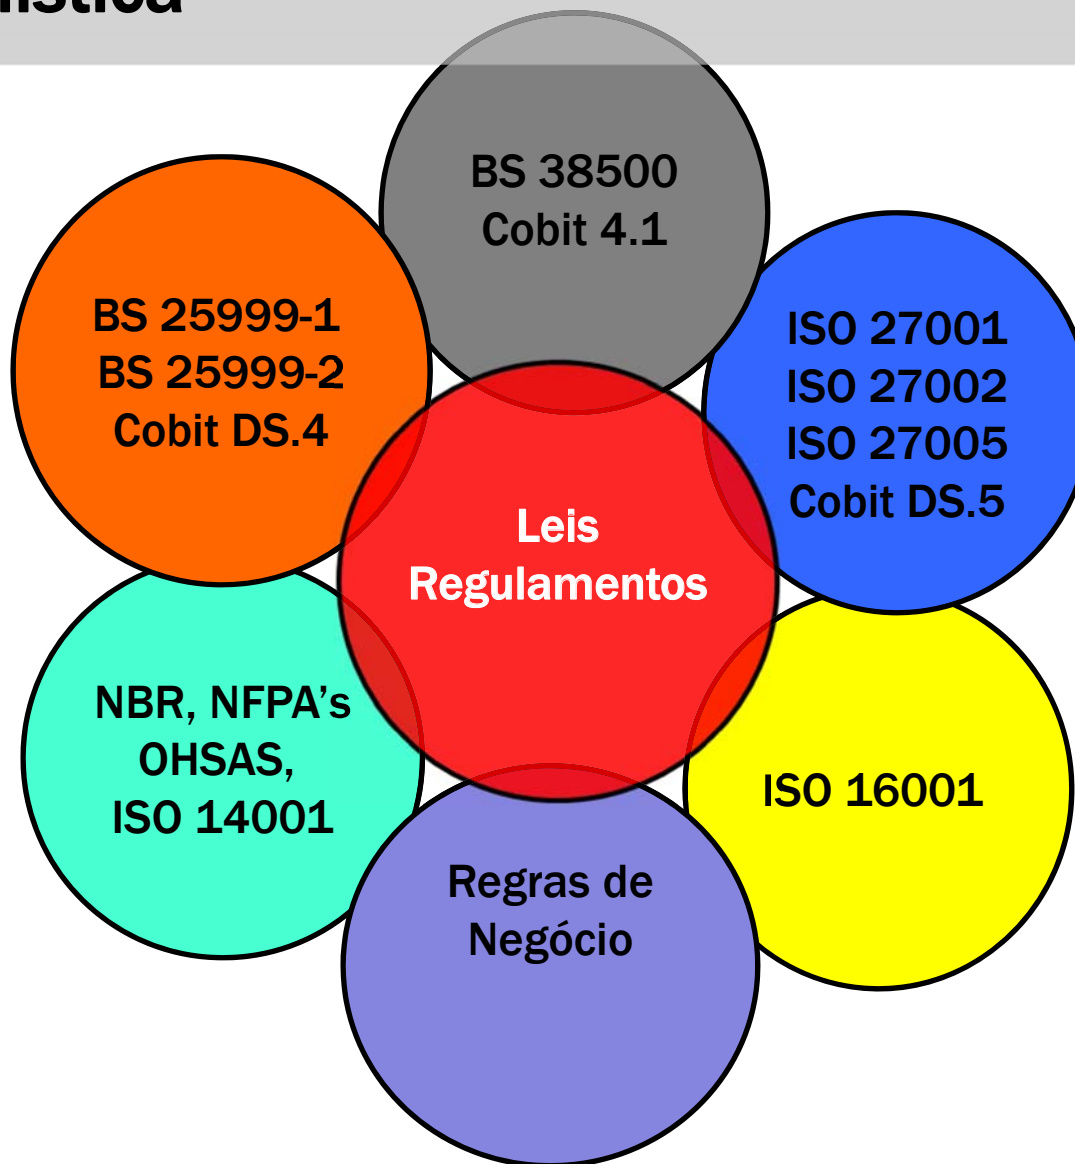 BS 38500
Cobit 4.1
BS 25999-1
BS 25999-2
Cobit DS.4
ISO 27001
ISO 27002
ISO 27005
Cobit DS.5
Leis
Regulamentos
NBR, NFPA’s
OHSAS,
ISO 14001
ISO 16001
Regras de
Negócio